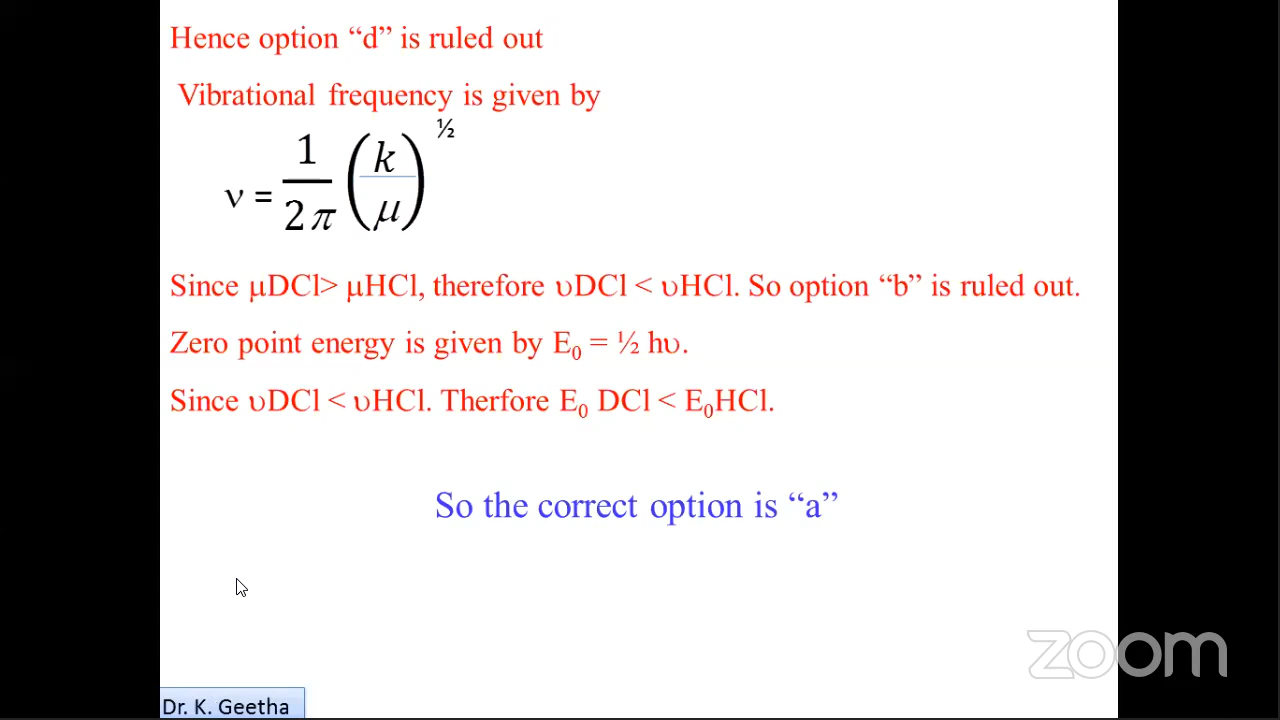 Hence option “d” is ruled out
Vibrational frequency is given by
ν = 1/2π (k/μ)^½
Since μDCl> μHCl, therefore υDCl < υHCl. So option “b” is ruled out.
Zero point energy is given by E₀ = ½ hυ.
Since υDCl < υHCl. Therfore E₀ DCl < E₀HCl.
So the correct option is “a”
zoom
Dr. K. Geetha